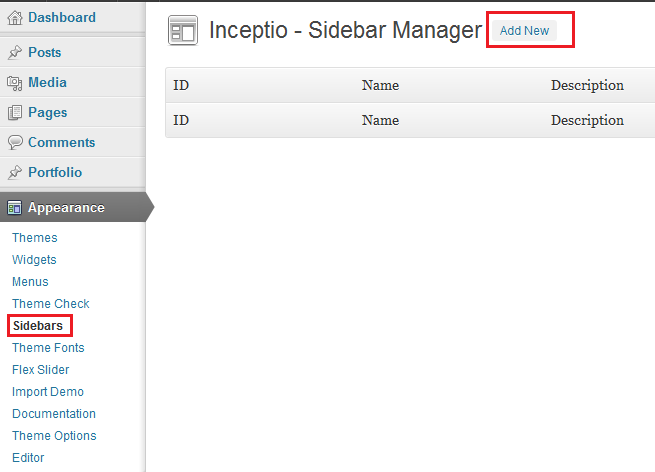 Dashboard
Posts
Media
Pages
Comments
Portfolio
Appearance
Themes
Widgets
Menus
Theme Check
Sidebars
Theme Fonts
Flex Slider
Import Demo
Documentation
Theme Options
Editor
Inceptio - Sidebar Manager Add New
ID Name Description
ID Name Description